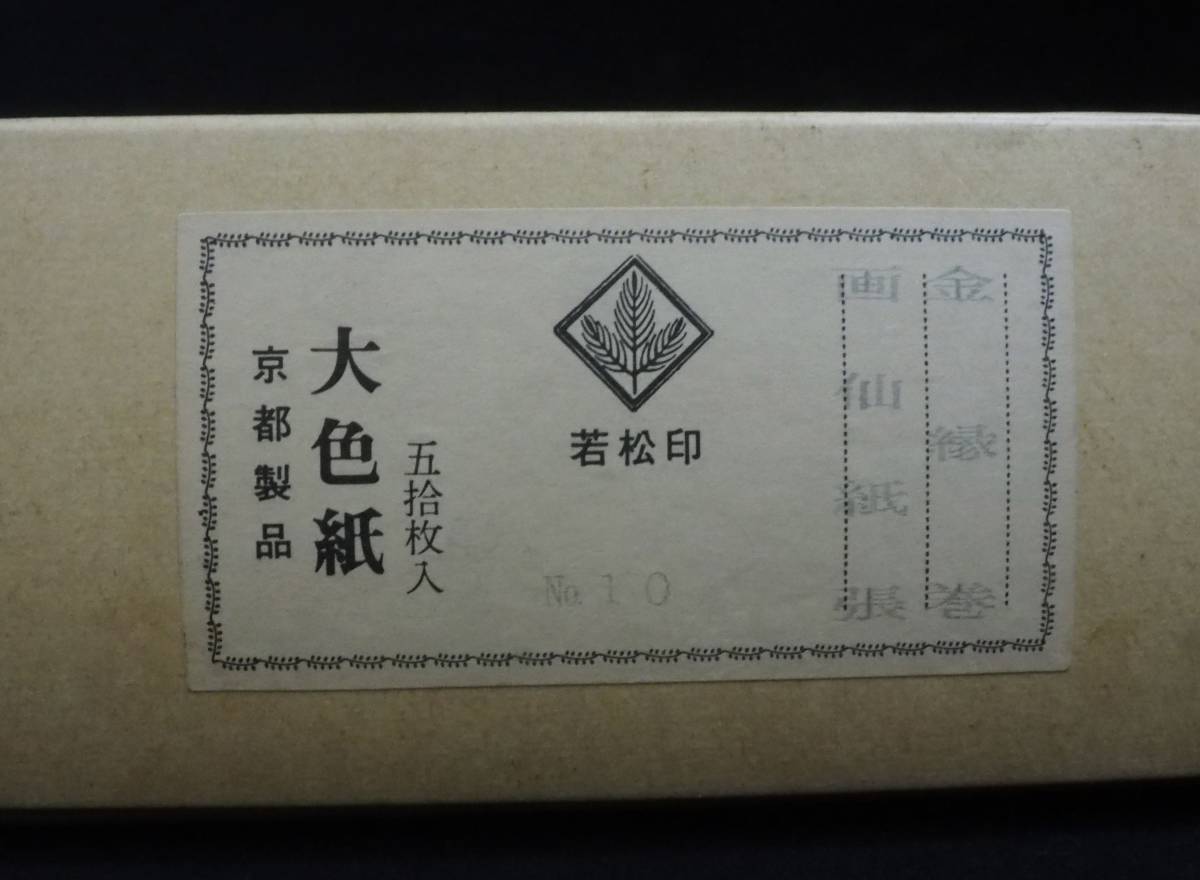 金縁巻
画仙紙張
若松印
No.10
五拾枚入
大色紙
京都製品